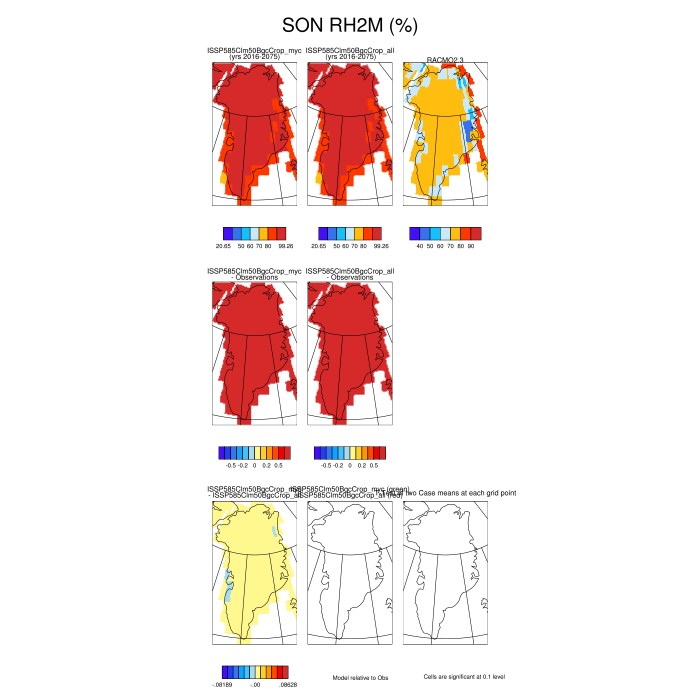 SON RH2M (%)
ISSP585Clm50BgcCrop_myc
(yrs 2016-2075)
ISSP585Clm50BgcCrop_all
(yrs 2016-2075)
RACMO2.3
20.65 50 60 70 80 99.26
20.65 50 60 70 80 99.26
40 50 60 70 80 90
ISSP585Clm50BgcCrop_myc
- Observations
ISSP585Clm50BgcCrop_all
- Observations
-0.5 -0.2 0 0.2 0.5
-0.5 -0.2 0 0.2 0.5
ISSP585Clm50BgcCrop_myc
- ISSP585Clm50BgcCrop_all
ISSP585Clm50BgcCrop_myc (green)
ISSP585Clm50BgcCrop_all (red)
two Case means at each grid point
-.08189 -.00 .08628
Model relative to Obs
Cells are significant at 0.1 level